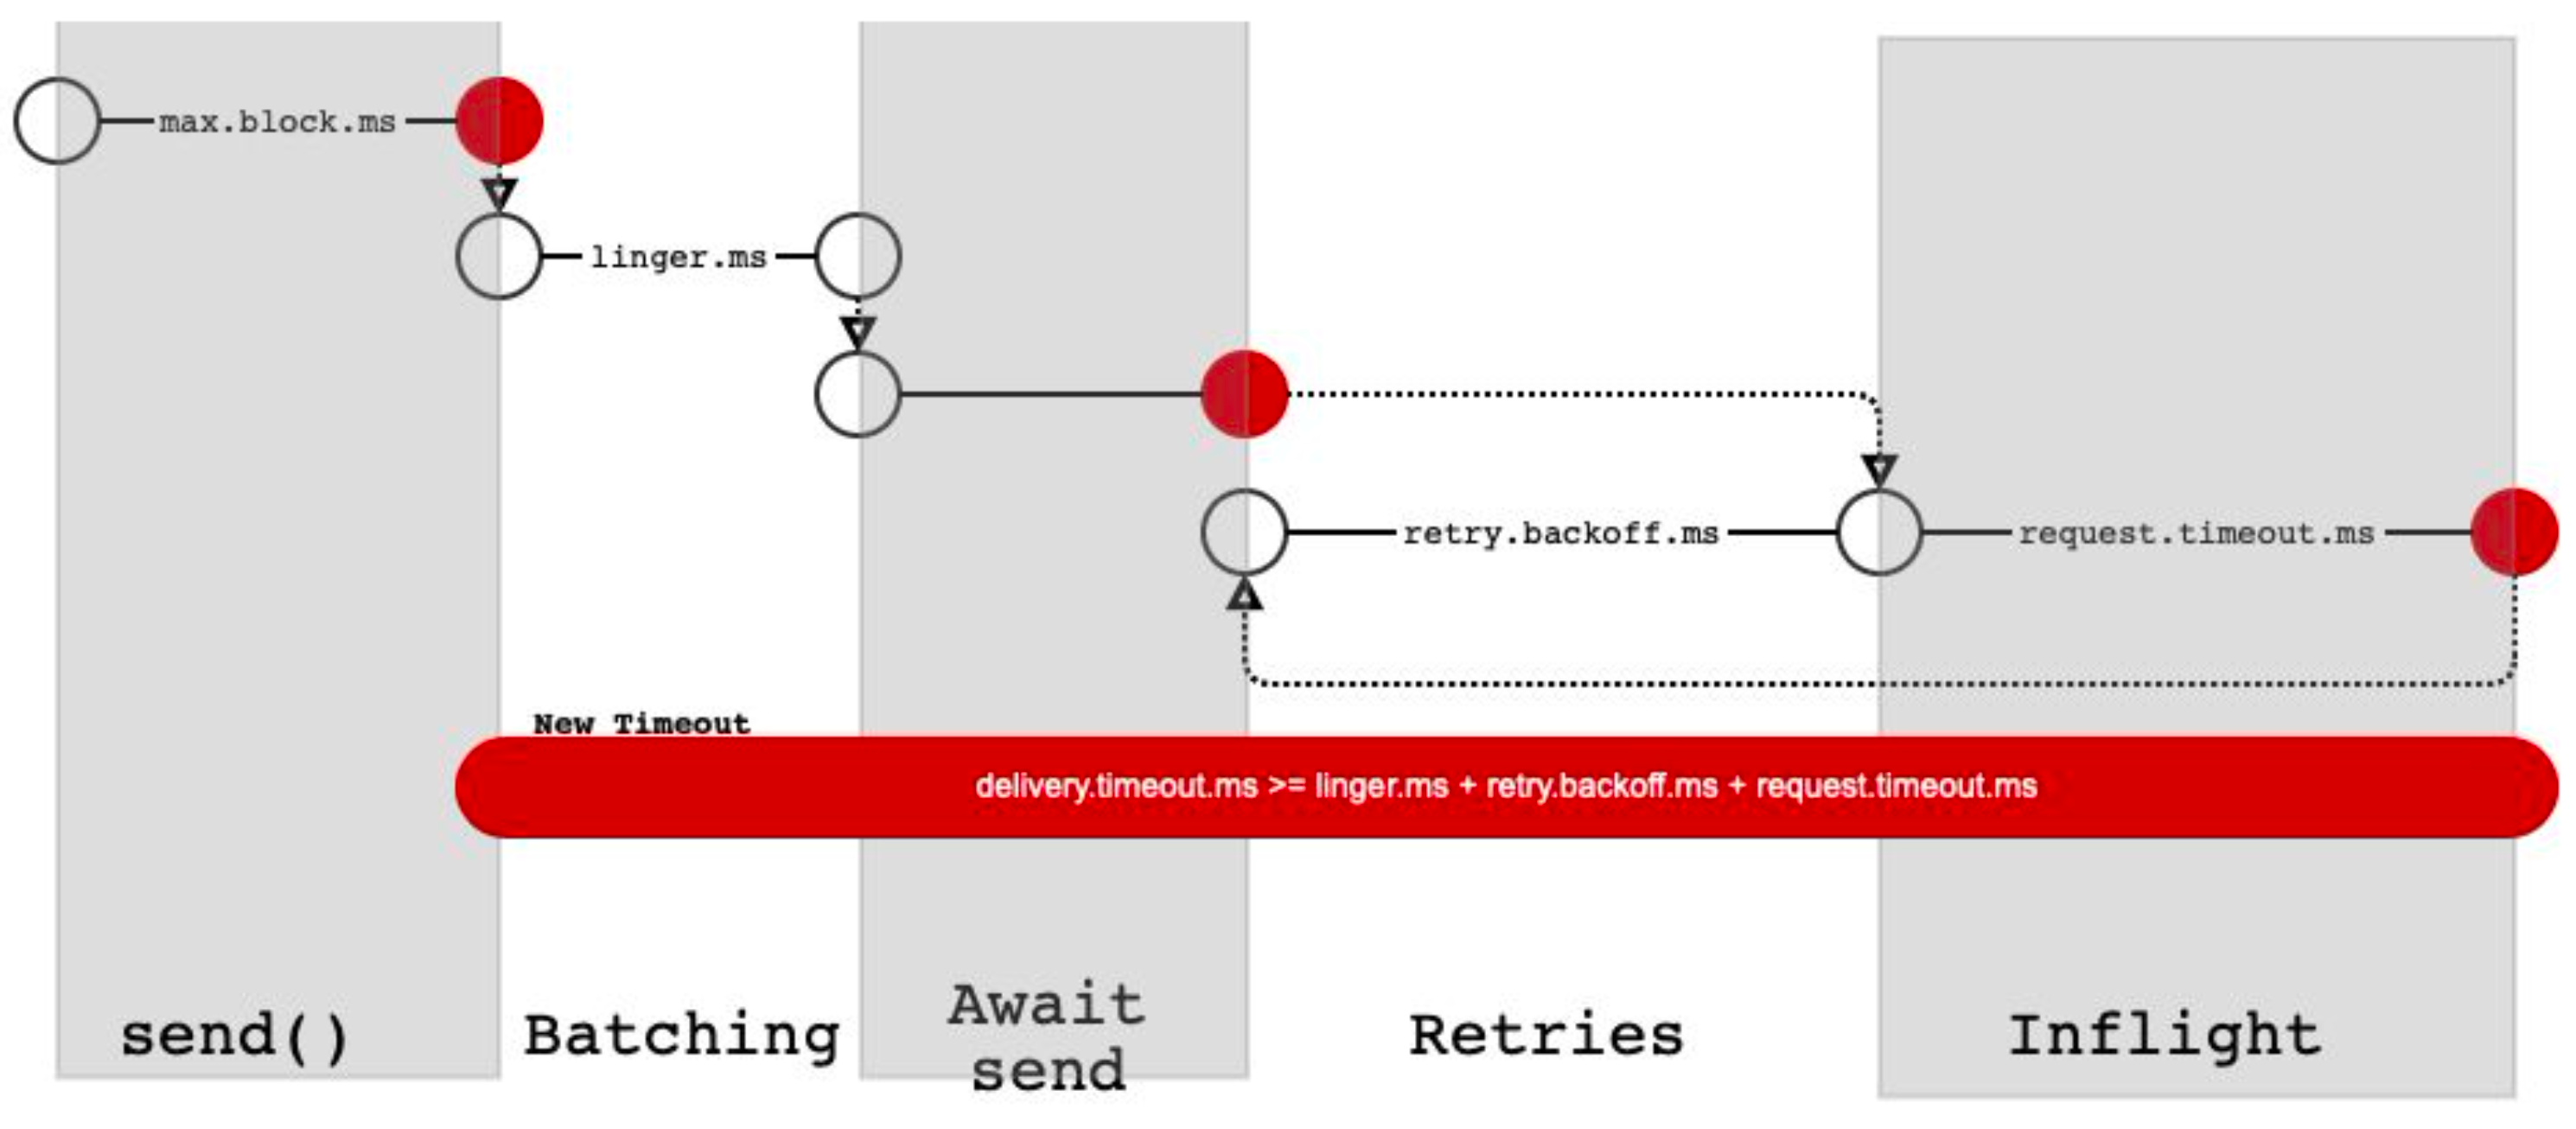 max.block.ms
linger.ms
retry.backoff.ms
request.timeout.ms
New Timeout
delivery.timeout.ms >= linger.ms + retry.backoff.ms + request.timeout.ms
send()
Batching
Await
send
Retries
Inflight